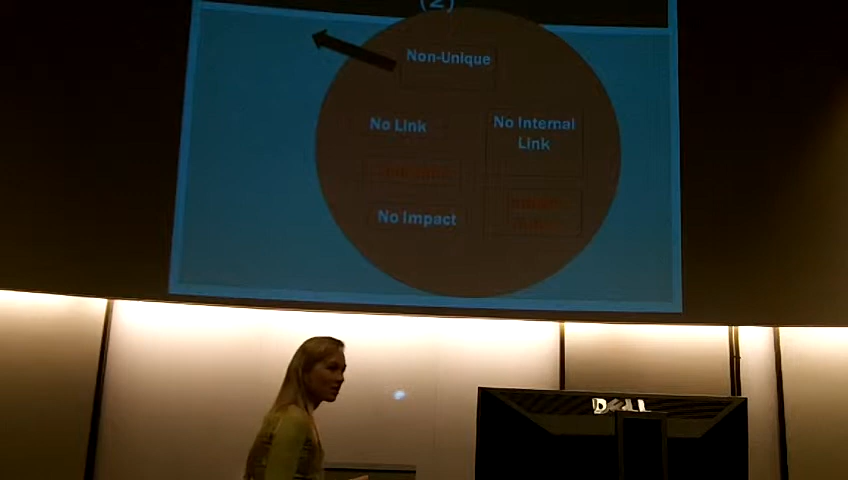 (2)
Non-Unique
No Link
No Internal
Link
No Impact
DELL